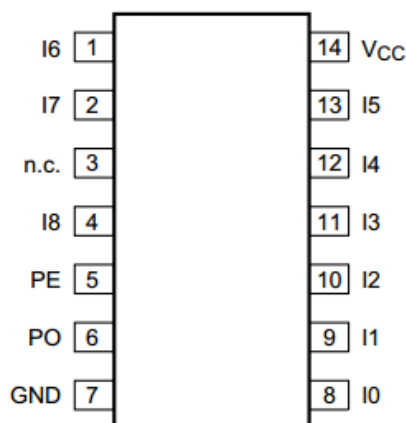 I6 1 14 VCC
I7 2 13 I5
n.c. 3 12 I4
I8 4 11 I3
PE 5 10 I2
PO 6 9 I1
GND 7 8 I0